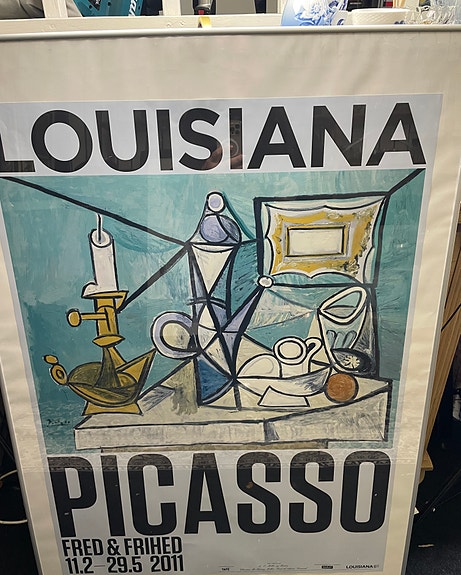 LOUISIANA
PICASSO
FRED & FRIHED
11.2 – 29.5 2011
LOUISIANA